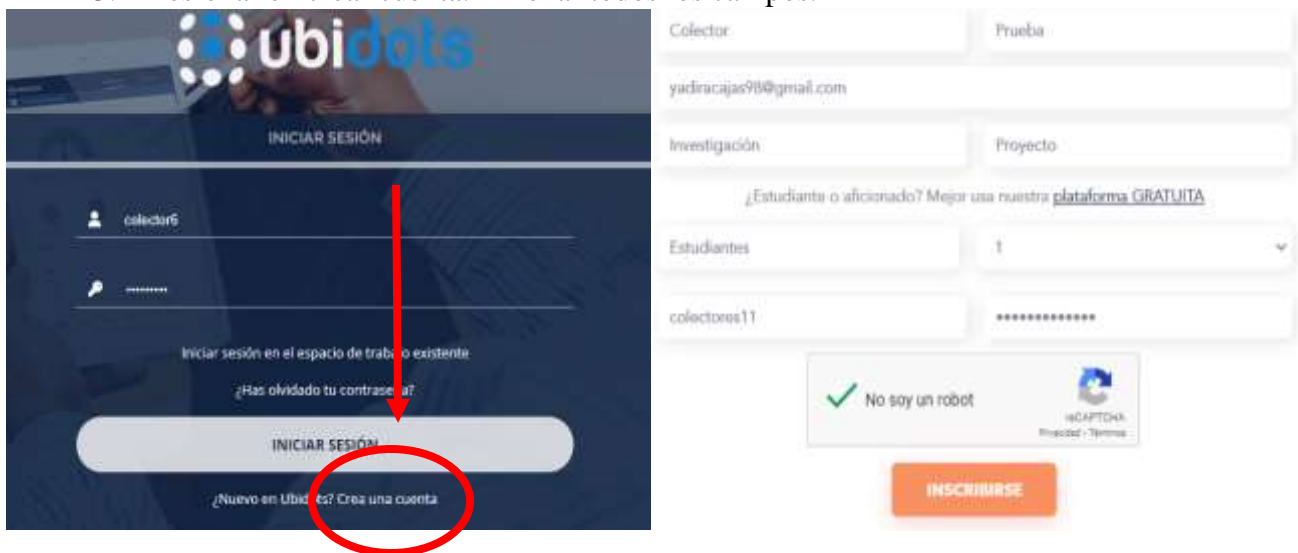 ubidots
INICIAR SESIÓN
colector6
Iniciar sesión en el espacio de trabajo existente
¿Has olvidado tu contraseña?
INICIAR SESIÓN
¿Nuevo en Ubidots? Crea una cuenta
Colector
Prueba
yadiracajas98@gmail.com
Investigación
Proyecto
¿Estudiante o aficionado? Mejor usa nuestra plataforma GRATUITA
Estudiantes
1
colectores11
No soy un robot
reCAPTCHA
Privacidad - Términos
INSCRIBIRSE